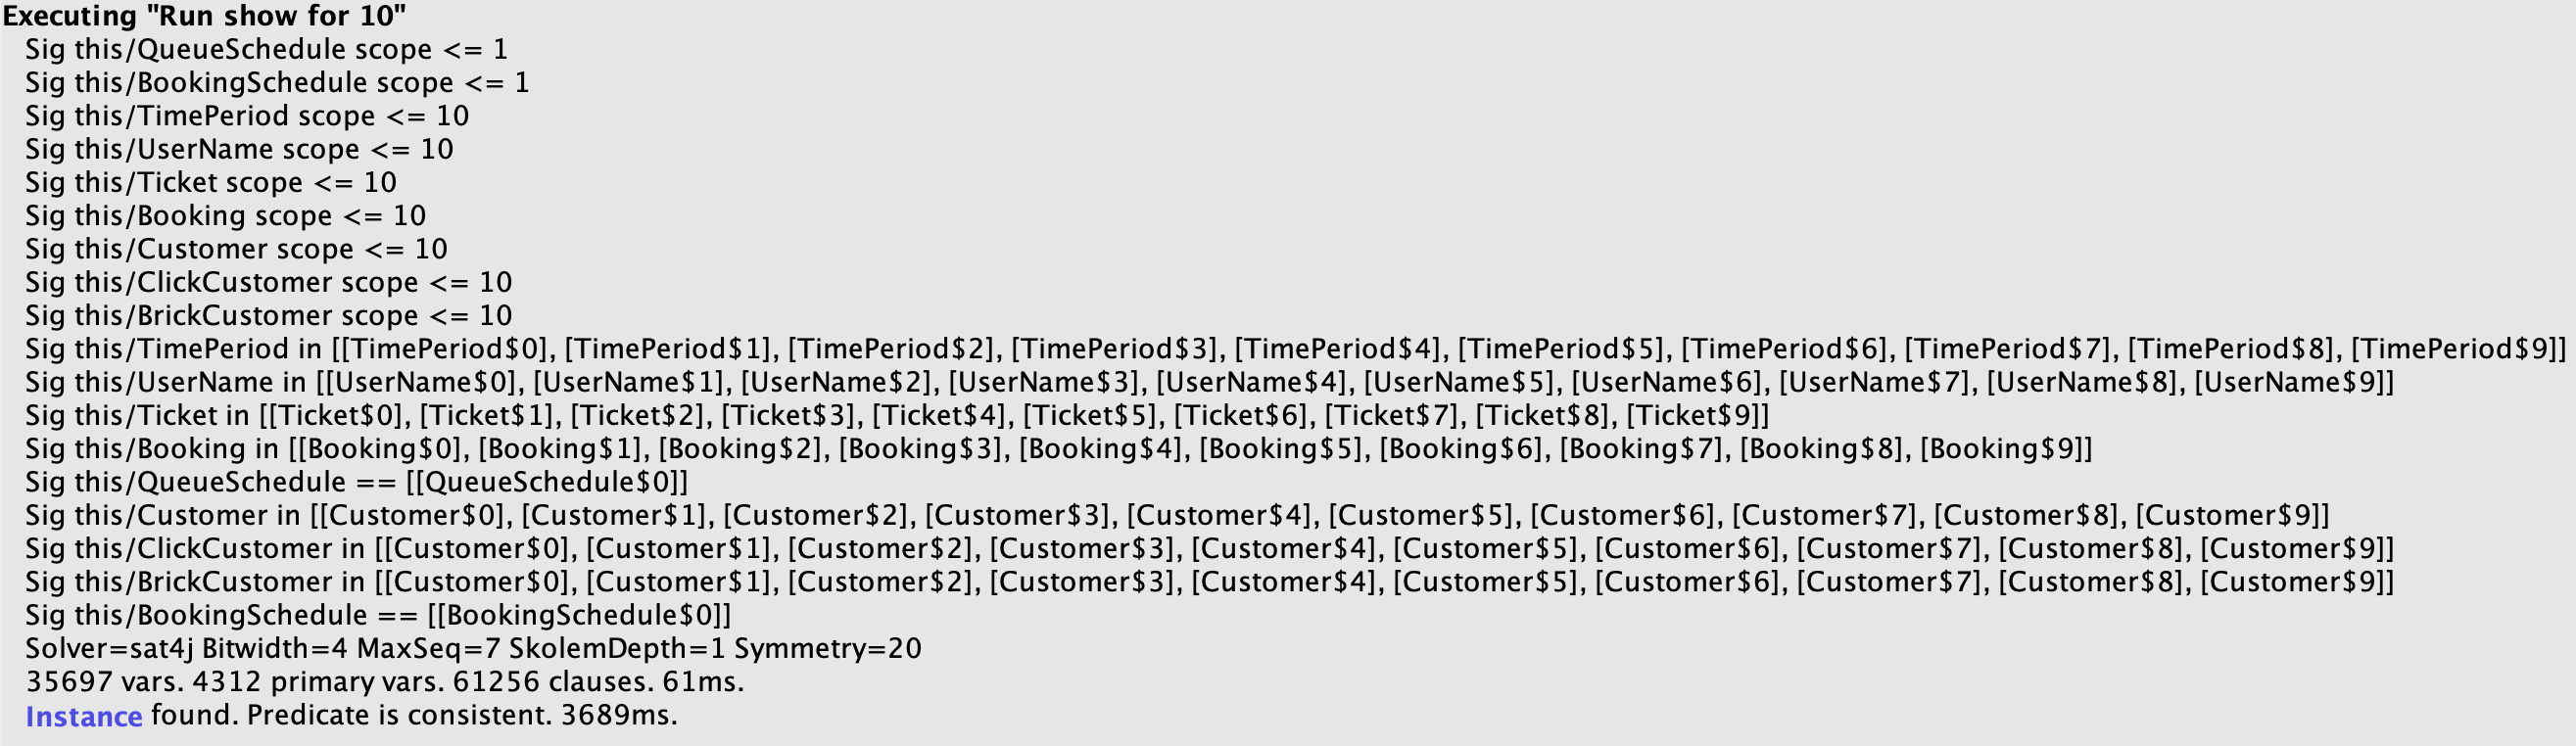 Executing "Run show for 10"
Sig this/QueueSchedule scope <= 1
Sig this/BookingSchedule scope <= 1
Sig this/TimePeriod scope <= 10
Sig this/UserName scope <= 10
Sig this/Ticket scope <= 10
Sig this/Booking scope <= 10
Sig this/Customer scope <= 10
Sig this/ClickCustomer scope <= 10
Sig this/BrickCustomer scope <= 10
Sig this/TimePeriod in [[TimePeriod$0], [TimePeriod$1], [TimePeriod$2], [TimePeriod$3], [TimePeriod$4], [TimePeriod$5], [TimePeriod$6], [TimePeriod$7], [TimePeriod$8], [TimePeriod$9]]
Sig this/UserName in [[UserName$0], [UserName$1], [UserName$2], [UserName$3], [UserName$4], [UserName$5], [UserName$6], [UserName$7], [UserName$8], [UserName$9]]
Sig this/Ticket in [[Ticket$0], [Ticket$1], [Ticket$2], [Ticket$3], [Ticket$4], [Ticket$5], [Ticket$6], [Ticket$7], [Ticket$8], [Ticket$9]]
Sig this/Booking in [[Booking$0], [Booking$1], [Booking$2], [Booking$3], [Booking$4], [Booking$5], [Booking$6], [Booking$7], [Booking$8], [Booking$9]]
Sig this/QueueSchedule == [[QueueSchedule$0]]
Sig this/Customer in [[Customer$0], [Customer$1], [Customer$2], [Customer$3], [Customer$4], [Customer$5], [Customer$6], [Customer$7], [Customer$8], [Customer$9]]
Sig this/ClickCustomer in [[Customer$0], [Customer$1], [Customer$2], [Customer$3], [Customer$4], [Customer$5], [Customer$6], [Customer$7], [Customer$8], [Customer$9]]
Sig this/BrickCustomer in [[Customer$0], [Customer$1], [Customer$2], [Customer$3], [Customer$4], [Customer$5], [Customer$6], [Customer$7], [Customer$8], [Customer$9]]
Sig this/BookingSchedule == [[BookingSchedule$0]]
Solver=sat4j Bitwidth=4 MaxSeq=7 SkolemDepth=1 Symmetry=20
35697 vars. 4312 primary vars. 61256 clauses. 61ms.
Instance found. Predicate is consistent. 3689ms.